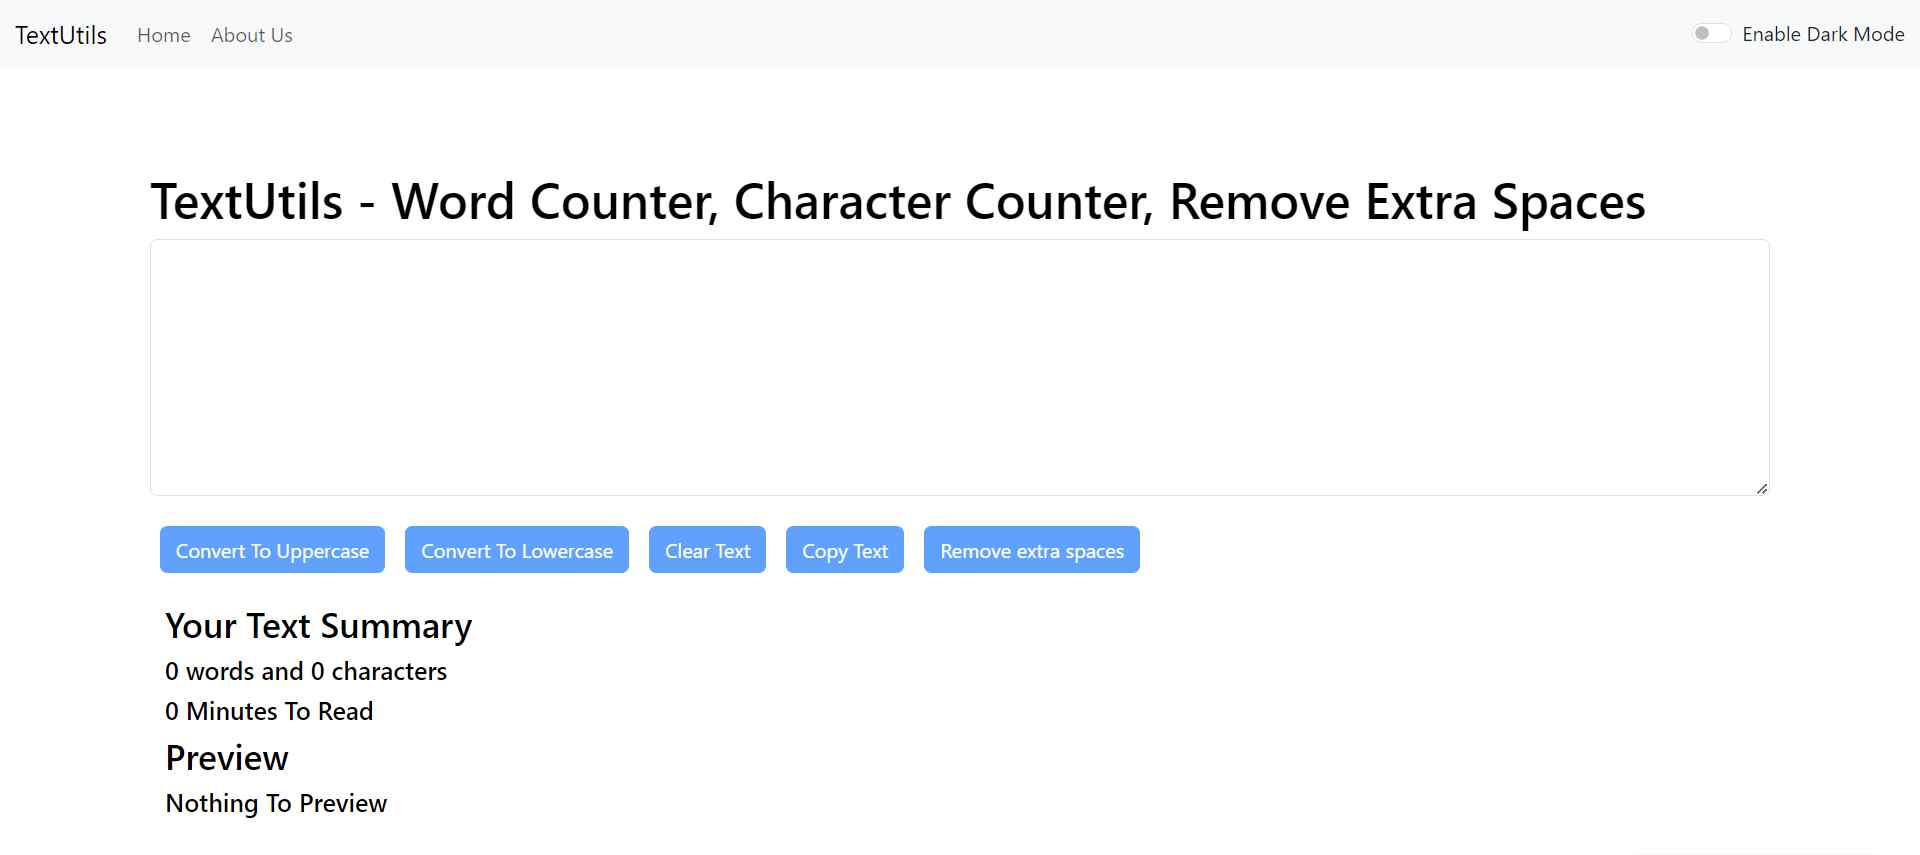 TextUtils Home About Us Enable Dark Mode
TextUtils - Word Counter, Character Counter, Remove Extra Spaces
Convert To Uppercase Convert To Lowercase Clear Text Copy Text Remove extra spaces
Your Text Summary
0 words and 0 characters
0 Minutes To Read
Preview
Nothing To Preview